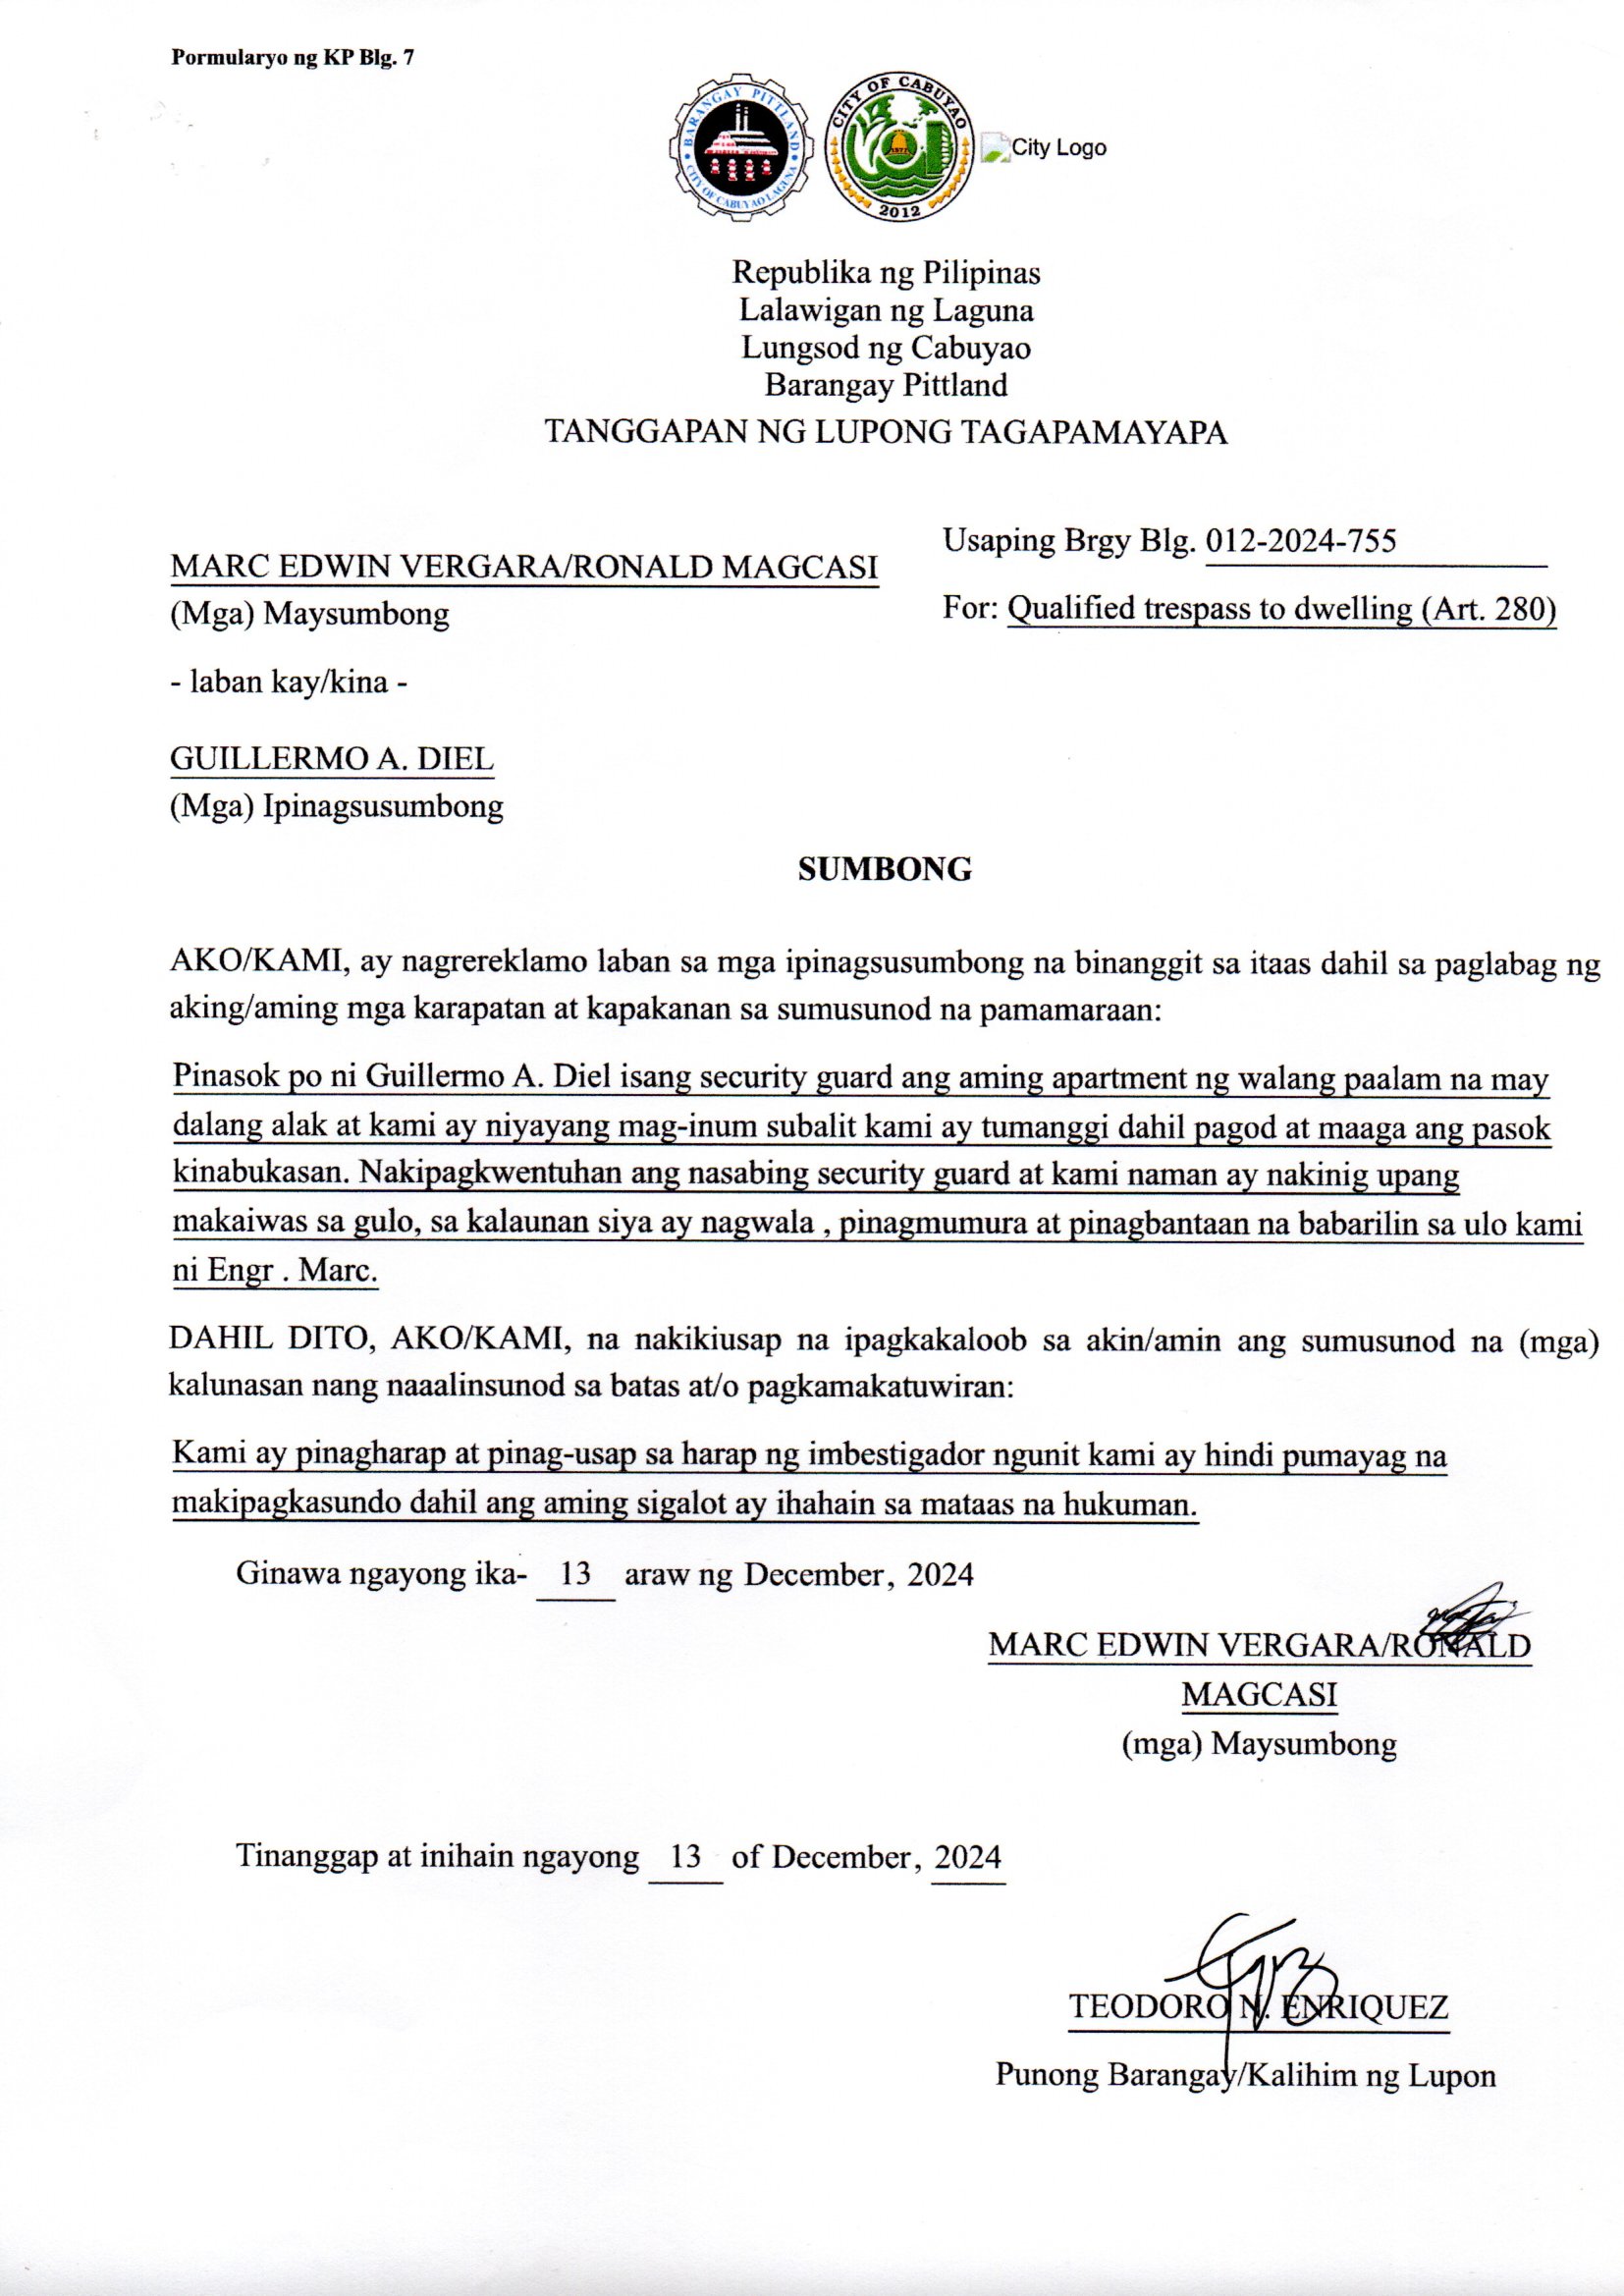 Pormularyo ng KP Blg. 7
BARANGAY PITTLAND
CITY OF CABUYAO LAGUNA
CITY OF CABUYAO
1571
2012
City Logo
Republika ng Pilipinas
Lalawigan ng Laguna
Lungsod ng Cabuyao
Barangay Pittland
TANGGAPAN NG LUPONG TAGAPAMAYAPA
Usaping Brgy Blg. 012-2024-755
MARC EDWIN VERGARA/RONALD MAGCASI
(Mga) Maysumbong
For: Qualified trespass to dwelling (Art. 280)
- laban kay/kina -
GUILLERMO A. DIEL
(Mga) Ipinagsusumbong
SUMBONG
AKO/KAMI, ay nagrereklamo laban sa mga ipinagsusumbong na binanggit sa itaas dahil sa paglabag ng
aking/aming mga karapatan at kapakanan sa sumusunod na pamamaraan:
Pinasok po ni Guillermo A. Diel isang security guard ang aming apartment ng walang paalam na may
dalang alak at kami ay niyayang mag-inum subalit kami ay tumanggi dahil pagod at maaga ang pasok
kinabukasan. Nakipagkwentuhan ang nasabing security guard at kami naman ay nakinig upang
makaiwas sa gulo, sa kalaunan siya ay nagwala , pinagmumura at pinagbantaan na babarilin sa ulo kami
ni Engr . Marc.
DAHIL DITO, AKO/KAMI, na nakikiusap na ipagkakaloob sa akin/amin ang sumusunod na (mga)
kalunasan nang naaalinsunod sa batas at/o pagkamakatuwiran:
Kami ay pinagharap at pinag-usap sa harap ng imbestigador ngunit kami ay hindi pumayag na
makipagkasundo dahil ang aming sigalot ay ihahain sa mataas na hukuman.
Ginawa ngayong ika- 13 araw ng December, 2024
MARC EDWIN VERGARA/RONALD
MAGCASI
(mga) Maysumbong
Tinanggap at inihain ngayong 13 of December, 2024
TEODORO N. ENRIQUEZ
Punong Barangay/Kalihim ng Lupon